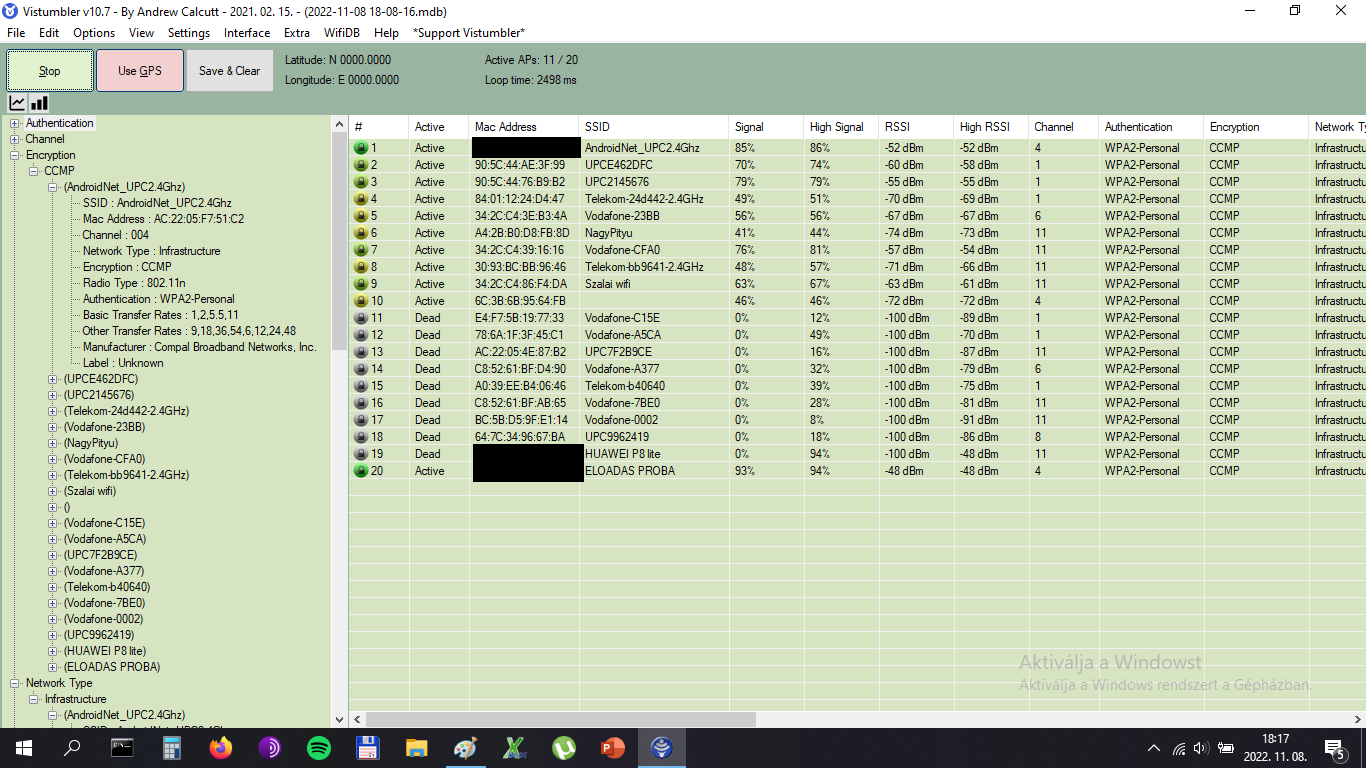 Vistumbler v10.7 - By Andrew Calcutt - 2021. 02. 15. - (2022-11-08 18-08-16.mdb)
File Edit Options View Settings Interface Extra WifiDB Help *Support Vistumbler*
Stop Use GPS Save & Clear
Latitude: N 0000.0000
Longitude: E 0000.0000
Active APs: 11 / 20
Loop time: 2498 ms
Authentication
Channel
Encryption
CCMP
(AndroidNet_UPC2.4Ghz)
SSID : AndroidNet_UPC2.4Ghz
Mac Address : AC:22:05:F7:51:C2
Channel : 004
Network Type : Infrastructure
Encryption : CCMP
Radio Type : 802.11n
Authentication : WPA2-Personal
Basic Transfer Rates : 1,2,5.5,11
Other Transfer Rates : 9,18,36,54,6,12,24,48
Manufacturer : Compal Broadband Networks, Inc.
Label : Unknown
(UPCE462DFC)
(UPC2145676)
(Telekom-24d442-2.4GHz)
(Vodafone-23BB)
(NagyPityu)
(Vodafone-CFA0)
(Telekom-bb9641-2.4GHz)
(Szalai wifi)
()
(Vodafone-C15E)
(Vodafone-A5CA)
(UPC7F2B9CE)
(Vodafone-A377)
(Telekom-b40640)
(Vodafone-7BE0)
(Vodafone-0002)
(UPC9962419)
(HUAWEI P8 lite)
(ELOADAS PROBA)
Network Type
Infrastructure
(AndroidNet_UPC2.4Ghz)
# Active Mac Address SSID Signal High Signal RSSI High RSSI Channel Authentication Encryption Network Ty
1 Active AndroidNet_UPC2.4Ghz 85% 86% -52 dBm -52 dBm 4 WPA2-Personal CCMP Infrastructu
2 Active 90:5C:44:AE:3F:99 UPCE462DFC 70% 74% -60 dBm -58 dBm 1 WPA2-Personal CCMP Infrastructu
3 Active 90:5C:44:76:B9:B2 UPC2145676 79% 79% -55 dBm -55 dBm 1 WPA2-Personal CCMP Infrastructu
4 Active 84:01:12:24:D4:47 Telekom-24d442-2.4GHz 49% 51% -70 dBm -69 dBm 1 WPA2-Personal CCMP Infrastructu
5 Active 34:2C:C4:3E:B3:4A Vodafone-23BB 56% 56% -67 dBm -67 dBm 6 WPA2-Personal CCMP Infrastructu
6 Active A4:2B:B0:D8:FB:8D NagyPityu 41% 44% -74 dBm -73 dBm 11 WPA2-Personal CCMP Infrastructu
7 Active 34:2C:C4:39:16:16 Vodafone-CFA0 76% 81% -57 dBm -54 dBm 11 WPA2-Personal CCMP Infrastructu
8 Active 30:93:BC:BB:96:46 Telekom-bb9641-2.4GHz 48% 57% -71 dBm -66 dBm 11 WPA2-Personal CCMP Infrastructu
9 Active 34:2C:C4:86:F4:DA Szalai wifi 63% 67% -63 dBm -61 dBm 11 WPA2-Personal CCMP Infrastructu
10 Active 6C:3B:6B:95:64:FB 46% 46% -72 dBm -72 dBm 4 WPA2-Personal CCMP Infrastructu
11 Dead E4:F7:5B:19:77:33 Vodafone-C15E 0% 12% -100 dBm -89 dBm 1 WPA2-Personal CCMP Infrastructu
12 Dead 78:6A:1F:3F:45:C1 Vodafone-A5CA 0% 49% -100 dBm -70 dBm 1 WPA2-Personal CCMP Infrastructu
13 Dead AC:22:05:4E:87:B2 UPC7F2B9CE 0% 16% -100 dBm -87 dBm 11 WPA2-Personal CCMP Infrastructu
14 Dead C8:52:61:BF:D4:90 Vodafone-A377 0% 32% -100 dBm -79 dBm 6 WPA2-Personal CCMP Infrastructu
15 Dead A0:39:EE:B4:06:46 Telekom-b40640 0% 39% -100 dBm -75 dBm 1 WPA2-Personal CCMP Infrastructu
16 Dead C8:52:61:BF:AB:65 Vodafone-7BE0 0% 28% -100 dBm -81 dBm 11 WPA2-Personal CCMP Infrastructu
17 Dead BC:5B:D5:9F:E1:14 Vodafone-0002 0% 8% -100 dBm -91 dBm 11 WPA2-Personal CCMP Infrastructu
18 Dead 64:7C:34:96:67:BA UPC9962419 0% 18% -100 dBm -86 dBm 8 WPA2-Personal CCMP Infrastructu
19 Dead HUAWEI P8 lite 0% 94% -100 dBm -48 dBm 11 WPA2-Personal CCMP Infrastructu
20 Active ELOADAS PROBA 93% 94% -48 dBm -48 dBm 4 WPA2-Personal CCMP Infrastructu
Aktiválja a Windowst
Aktiválja a Windows rendszert a Gépházban.
18:17
2022. 11. 08.
5